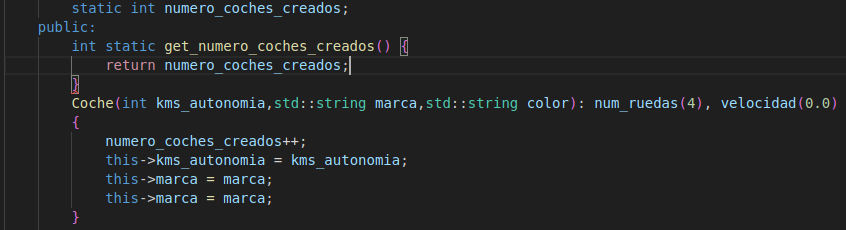 static int numero_coches_creados;
public:
int static get_numero_coches_creados() {
return numero_coches_creados;
}
Coche(int kms_autonomia,std::string marca,std::string color): num_ruedas(4), velocidad(0.0)
{
numero_coches_creados++;
this->kms_autonomia = kms_autonomia;
this->marca = marca;
this->marca = marca;
}